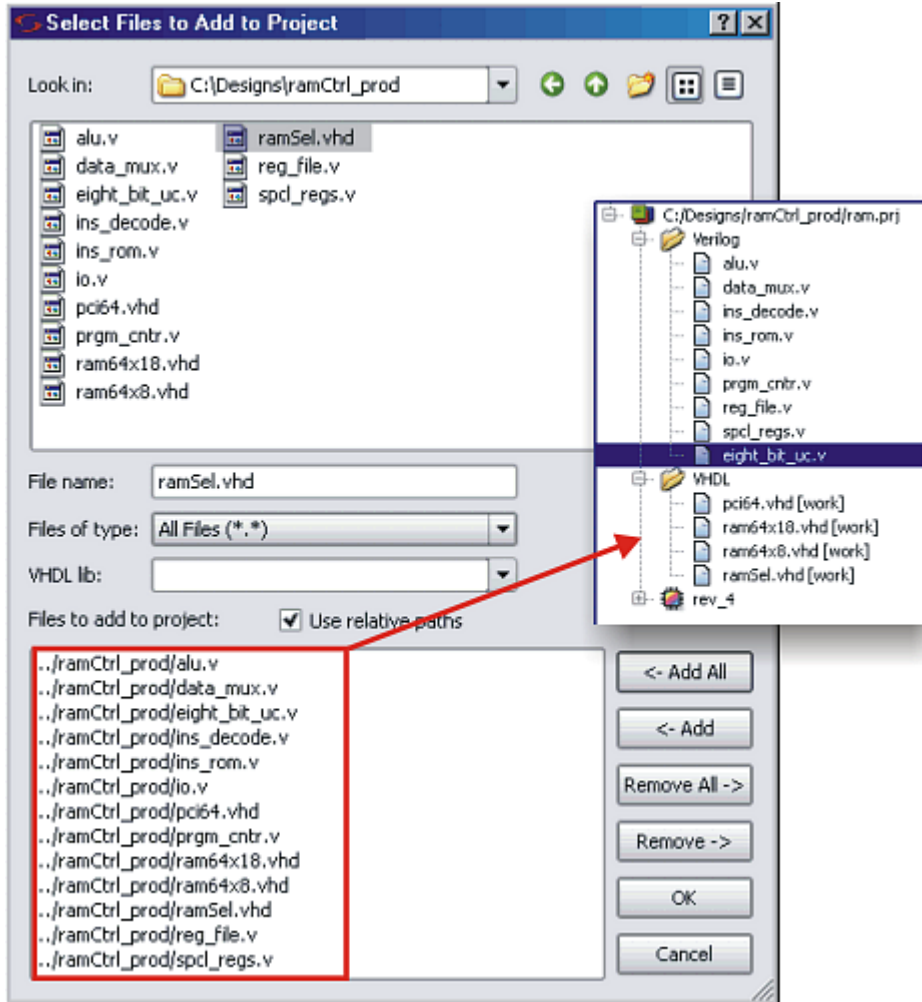 Select Files to Add to Project
Look in: C:\Designs\ramCtrl_prod
alu.v
data_mux.v
eight_bit_uc.v
ins_decode.v
ins_rom.v
io.v
pci64.vhd
prgm_cntr.v
ram64x18.vhd
ram64x8.vhd
ramSel.vhd
reg_file.v
spcl_regs.v
C:/Designs/ramCtrl_prod/ram.prj
Verilog
alu.v
data_mux.v
ins_decode.v
ins_rom.v
io.v
prgm_cntr.v
reg_file.v
spcl_regs.v
eight_bit_uc.v
VHDL
pci64.vhd [work]
ram64x18.vhd [work]
ram64x8.vhd [work]
ramSel.vhd [work]
rev_4
File name: ramSel.vhd
Files of type: All Files (*.*)
VHDL lib:
Files to add to project: Use relative paths
../ramCtrl_prod/alu.v
../ramCtrl_prod/data_mux.v
../ramCtrl_prod/eight_bit_uc.v
../ramCtrl_prod/ins_decode.v
../ramCtrl_prod/ins_rom.v
../ramCtrl_prod/io.v
../ramCtrl_prod/pci64.vhd
../ramCtrl_prod/prgm_cntr.v
../ramCtrl_prod/ram64x18.vhd
../ramCtrl_prod/ram64x8.vhd
../ramCtrl_prod/ramSel.vhd
../ramCtrl_prod/reg_file.v
../ramCtrl_prod/spcl_regs.v
<- Add All
<- Add
Remove All ->
Remove ->
OK
Cancel